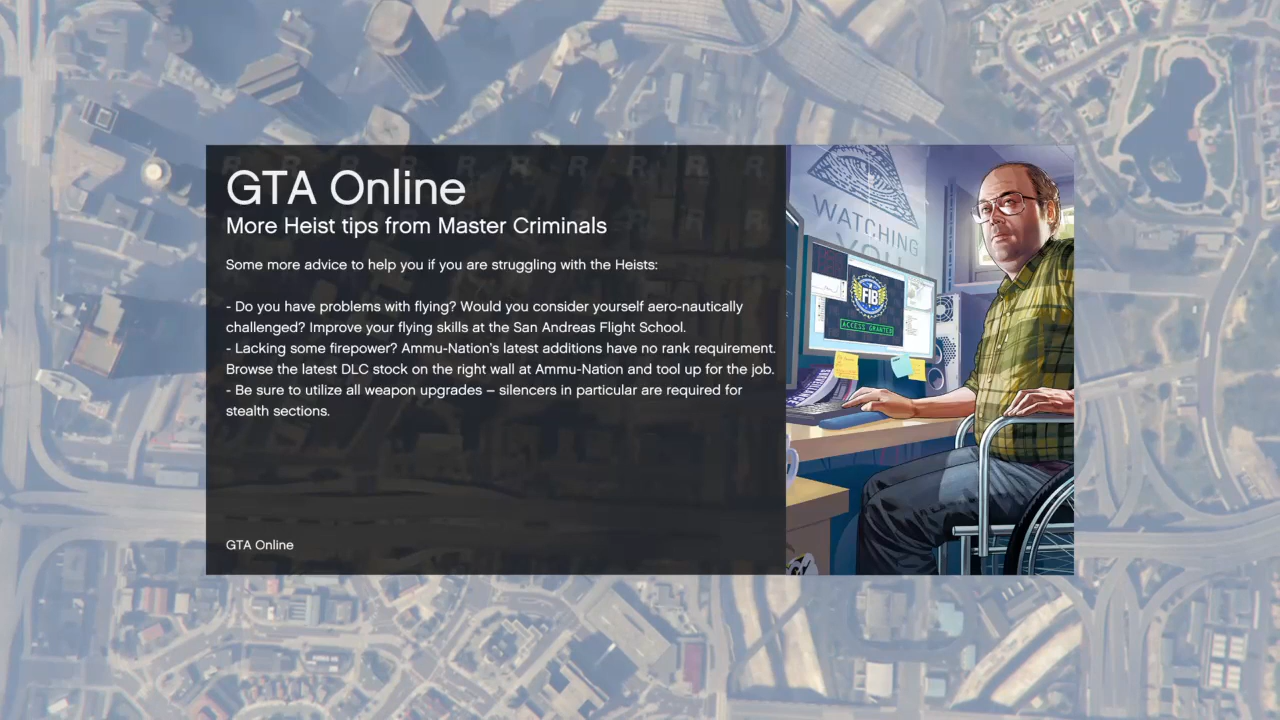 GTA Online
More Heist tips from Master Criminals
Some more advice to help you if you are struggling with the Heists:
- Do you have problems with flying? Would you consider yourself aero-nautically
challenged? Improve your flying skills at the San Andreas Flight School.
- Lacking some firepower? Ammu-Nation's latest additions have no rank requirement.
Browse the latest DLC stock on the right wall at Ammu-Nation and tool up for the job.
- Be sure to utilize all weapon upgrades – silencers in particular are required for
stealth sections.
GTA Online
WATCHING
YOU
FIB
ACCESS GRANTED